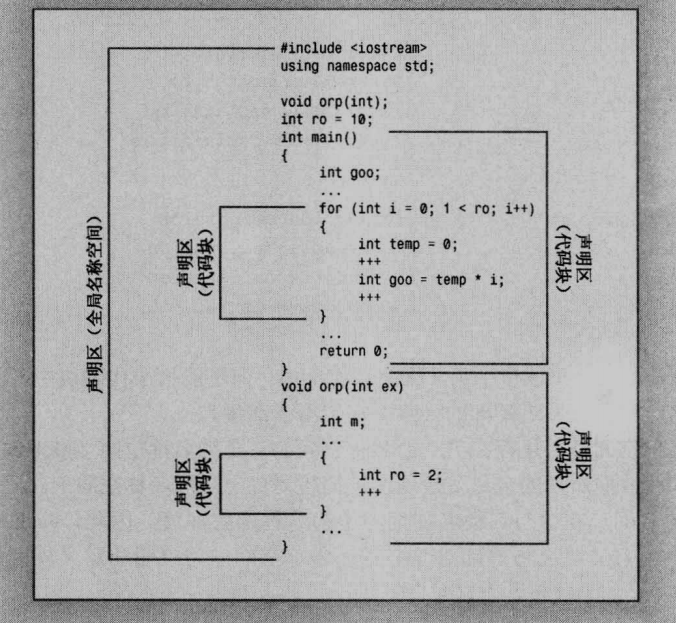 #include <iostream>
using namespace std;
void orp(int);
int ro = 10;
int main()
{
int goo;
...
for (int i = 0; 1 < ro; i++)
{
int temp = 0;
+++
int goo = temp * i;
+++
}
...
return 0;
}
void orp(int ex)
{
int m;
...
{
int ro = 2;
+++
}
...
}
声明区（全局名称空间）
声明区
（代码块）
声明区
（代码块）
声明区
（代码块）
声明区
（代码块）